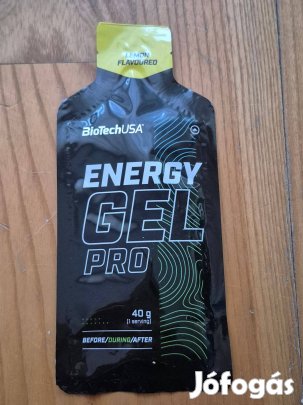 LEMON
FLAVOURED
BioTechUSA
ENERGY
GEL
PRO
40 g
(1 serving)
BEFORE/DURING/AFTER
Jófogás